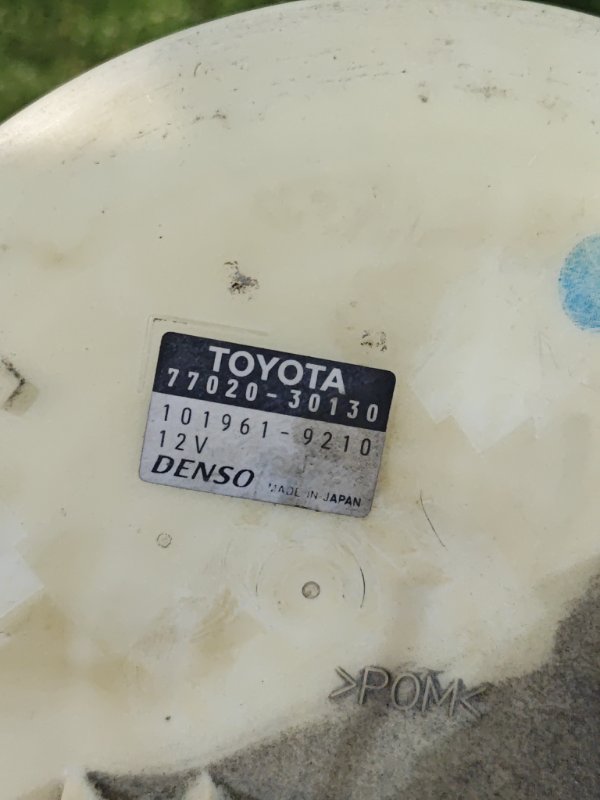 TOYOTA
77020-30130
101961-9210
12V
DENSO MADE IN JAPAN
>POM<